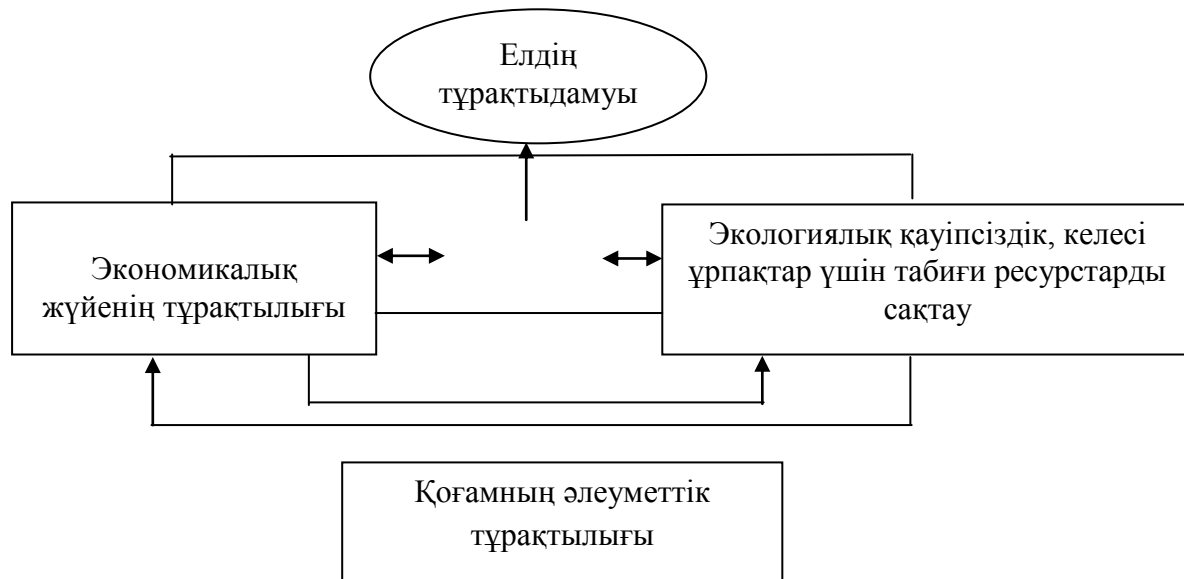 Елдің
тұрақтыдамуы
Экономикалық
жүйенің тұрақтылығы
Экологиялық қауіпсіздік, келесі
ұрпақтар үшін табиғи ресурстарды
сақтау
Қоғамның әлеуметтік
тұрақтылығы